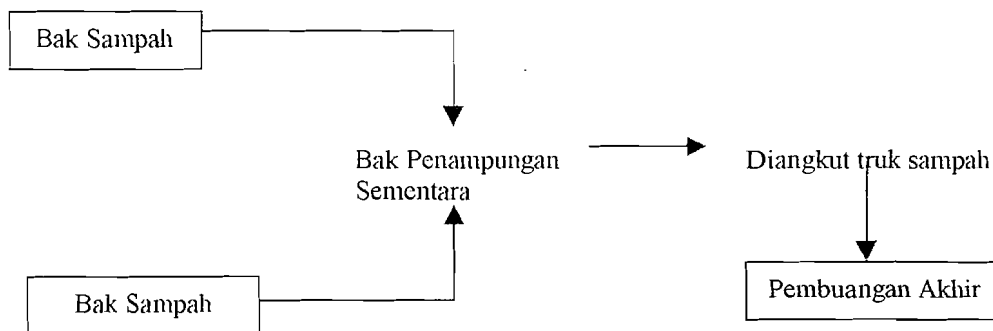 Bak Sampah
Bak Penampungan
Sementara
Diangkut truk sampah
Bak Sampah
Pembuangan Akhir